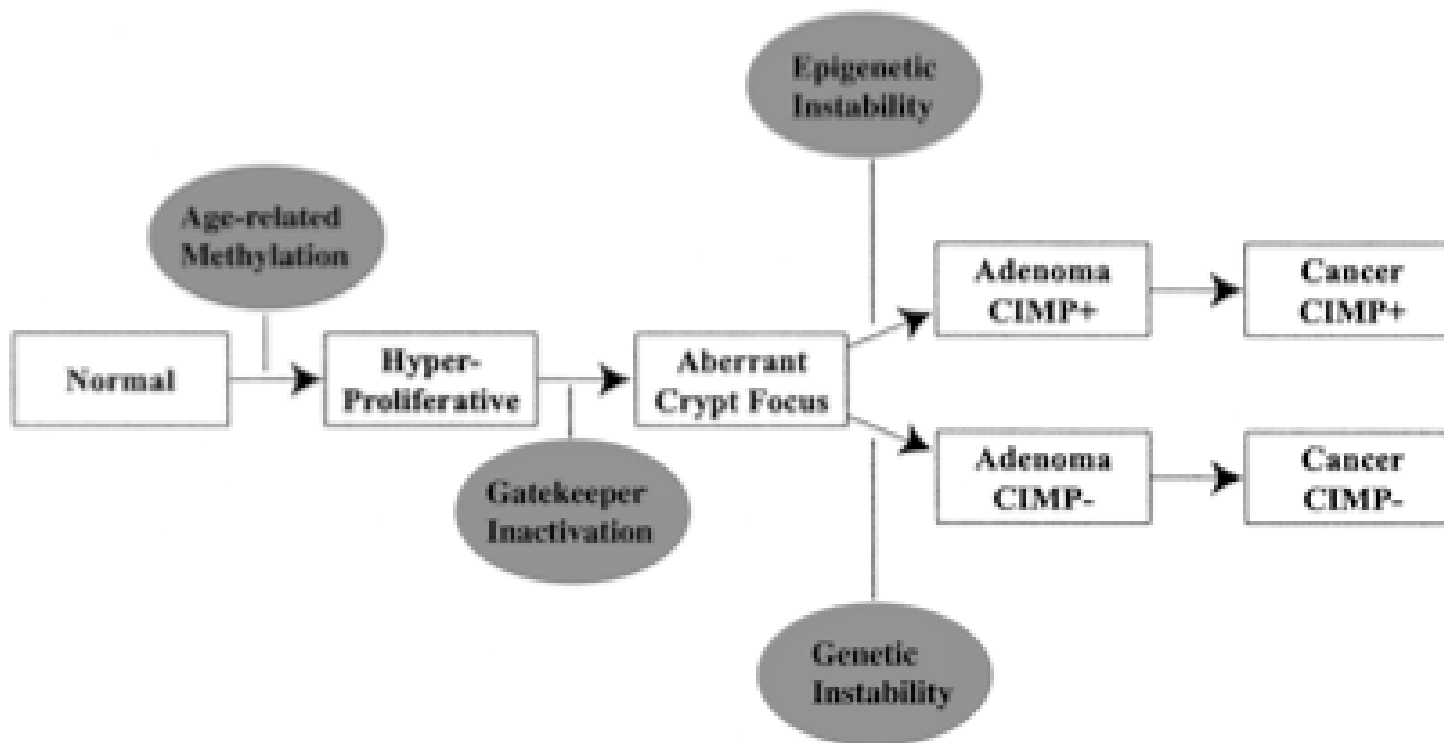 Epigenetic
Instability
Age-related
Methylation
Adenoma
CIMP+
Cancer
CIMP+
Normal
Hyper-
Proliferative
Aberrant
Crypt Focus
Adenoma
CIMP-
Cancer
CIMP-
Gatekeeper
Inactivation
Genetic
Instability